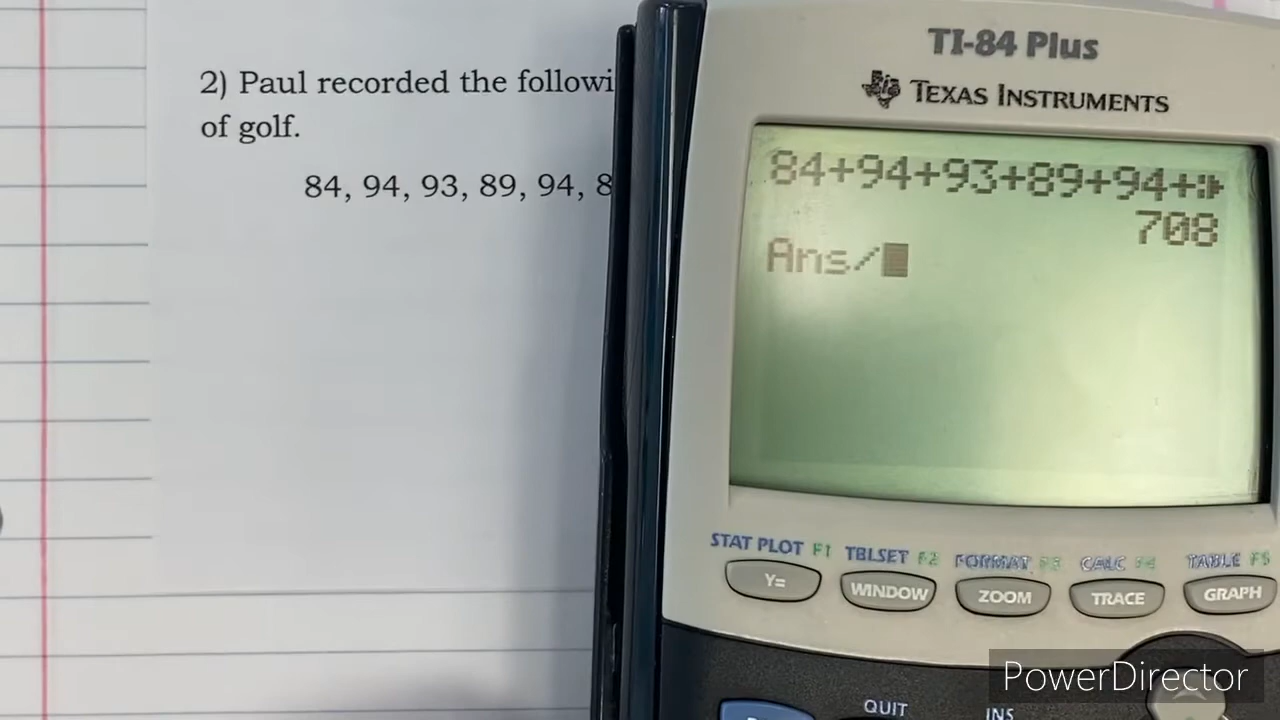 2) Paul recorded the followi
of golf.
84, 94, 93, 89, 94, 8
TI-84 Plus
TEXAS INSTRUMENTS
84+94+93+89+94+
708
Ans/
STAT PLOT F1 TBLSET F2 FORMAT F3 CALC F4 TABLE F5
Y= WINDOW ZOOM TRACE GRAPH
QUIT INS
PowerDirector